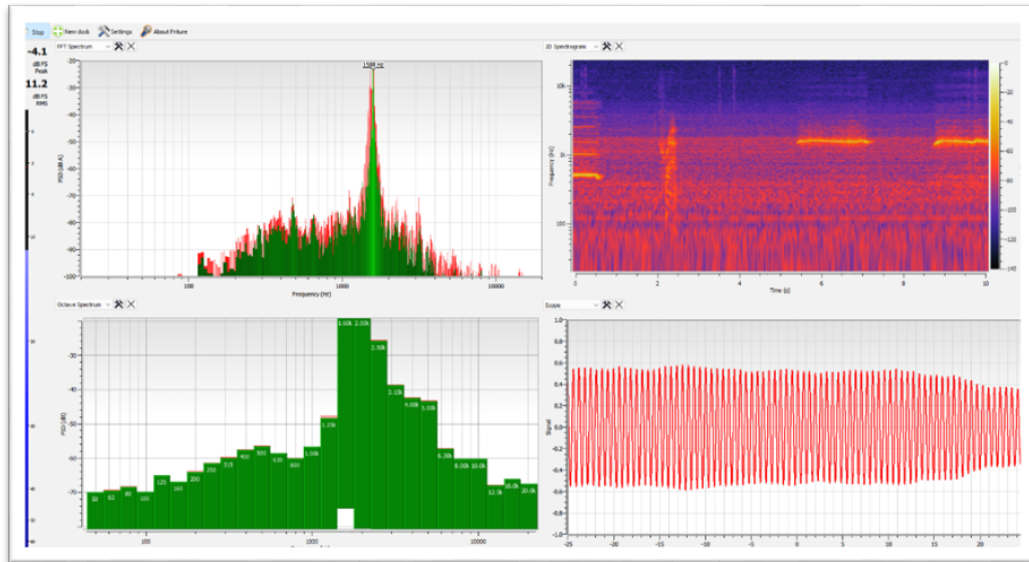 Stop New dock Settings About Friture
-4.1
dB FS
Peak
11.2
dB FS
RMS
FFT Spectrum
-20
-50
-60
-90
-100
PSD (dB A)
100 1000 10000
Frequency (Hz)
2D Spectrogram
10k
100
Frequency (Hz)
0 2 4 6 8 10
Time (s)
0
-20
-40
-60
-80
-100
-120
-140
Octave Spectrum
-30
-40
-50
-60
-70
PSD (dB)
50 63 80 100 125 160 200 250 315 400 500 630 800 1.00k 1.25k 1.60k 2.00k 2.50k 3.15k 4.00k 5.00k 6.30k 8.00k 10.0k 12.5k 16.0k 20.0k
100 1000 10000
Scope
1.0
0.8
0.6
0.4
0.2
0.0
-0.2
-0.4
-0.6
-0.8
-1.0
Signal
-25 -20 -15 -10 -5 0 5 10 15 20